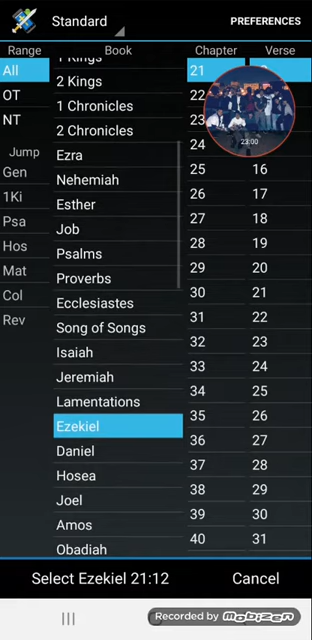 Standard
PREFERENCES
Range Book Chapter Verse
All
OT
NT
Jump
Gen
1Ki
Psa
Hos
Mat
Col
Rev
1 Kings
2 Kings
1 Chronicles
2 Chronicles
Ezra
Nehemiah
Esther
Job
Psalms
Proverbs
Ecclesiastes
Song of Songs
Isaiah
Jeremiah
Lamentations
Ezekiel
Daniel
Hosea
Joel
Amos
Obadiah
21
22
23
24
25
26
27
28
29
30
31
32
33
34
35
36
37
38
39
40
16
17
18
19
20
21
22
23
24
25
26
27
28
29
30
31
23:00
Select Ezekiel 21:12
Cancel
Recorded by MOBIZEN